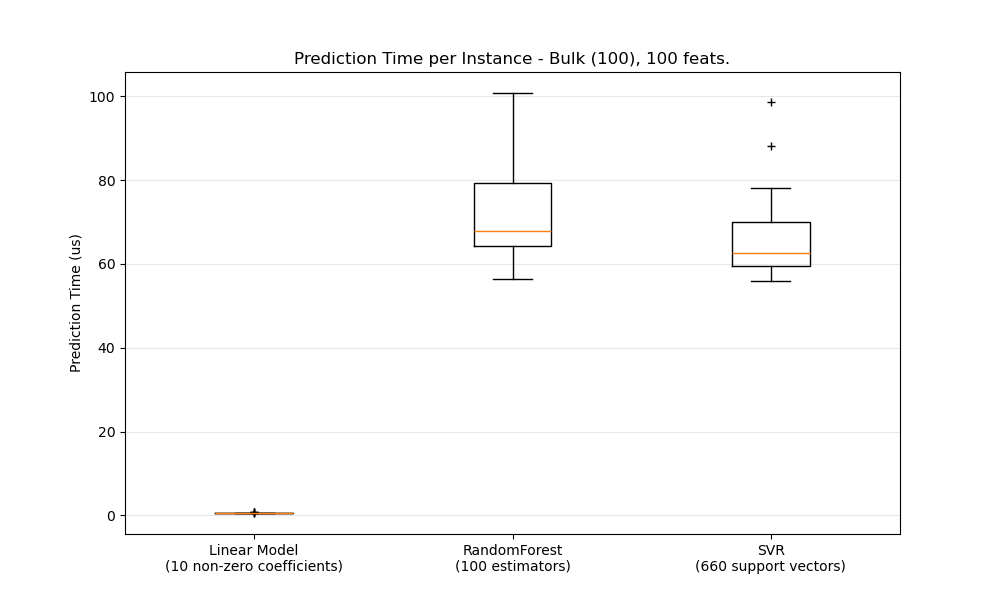 Prediction Time per Instance - Bulk (100), 100 feats.
Prediction Time (us)
100
80
60
40
20
0
Linear Model
(10 non-zero coefficients)
RandomForest
(100 estimators)
SVR
(660 support vectors)